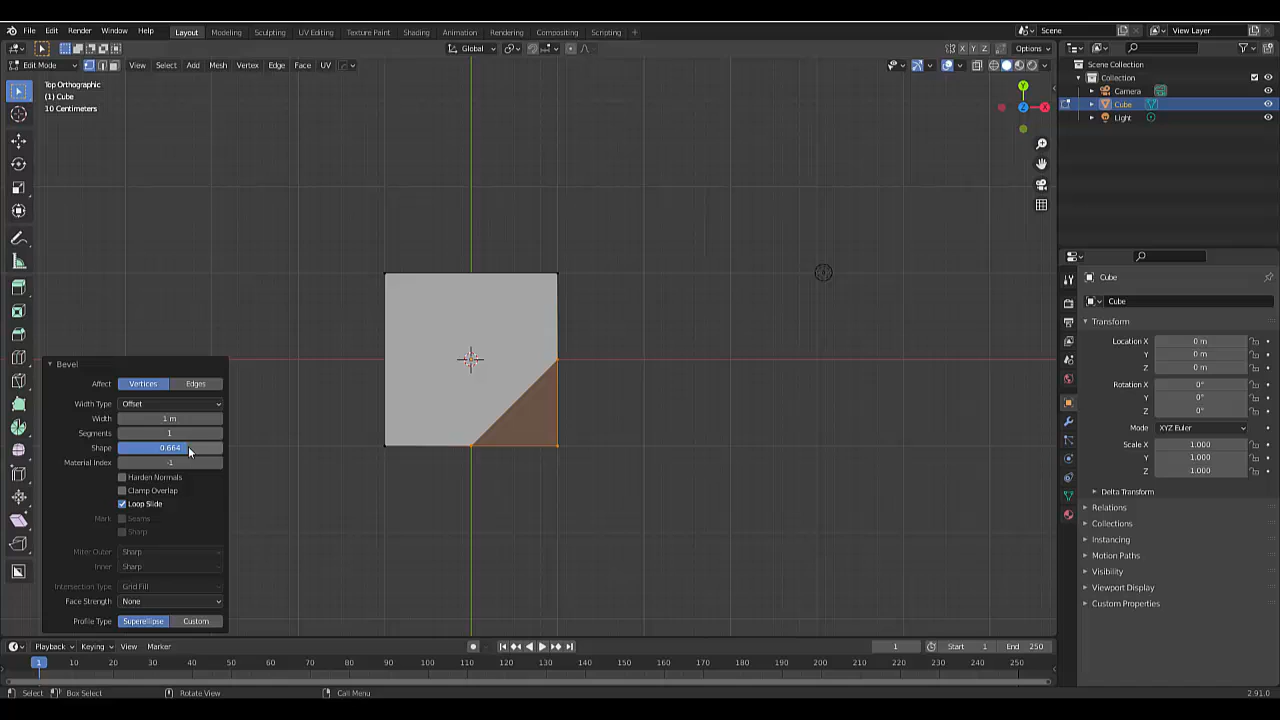 File Edit Render Window Help Layout Modeling Sculpting UV Editing Texture Paint Shading Animation Rendering Compositing Scripting + Scene View Layer
Global X Y Z Options
Edit Mode View Select Add Mesh Vertex Edge Face UV
Top Orthographic
(1) Cube
10 Centimeters
Y
Z X
Scene Collection
Collection
Camera
Cube
Light
Cube
Cube
Transform
Location X 0 m
Y 0 m
Z 0 m
Rotation X 0°
Y 0°
Z 0°
Mode XYZ Euler
Scale X 1.000
Y 1.000
Z 1.000
Delta Transform
Relations
Collections
Instancing
Motion Paths
Visibility
Viewport Display
Custom Properties
Bevel
Affect Vertices Edges
Width Type Offset
Width 1 m
Segments 1
Shape 0.664
Material Index -1
Harden Normals
Clamp Overlap
Loop Slide
Mark Seams
Sharp
Miter Outer Sharp
Inner Sharp
Intersection Type Grid Fill
Face Strength None
Profile Type Superellipse Custom
Playback Keying View Marker 1 Start 1 End 250
1 10 20 30 40 50 60 70 80 90 100 110 120 130 140 150 160 170 180 190 200 210 220 230 240 250
Select Box Select Rotate View Call Menu 2.91.0